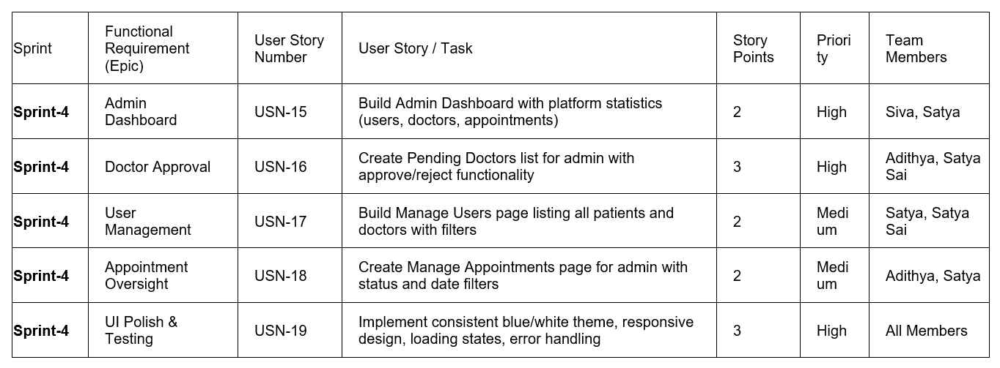 Sprint
Functional
Requirement
(Epic)
User Story
Number
User Story / Task
Story
Points
Priori
ty
Team
Members
Sprint-4
Admin
Dashboard
USN-15
Build Admin Dashboard with platform statistics
(users, doctors, appointments)
2
High
Siva, Satya
Sprint-4
Doctor Approval
USN-16
Create Pending Doctors list for admin with
approve/reject functionality
3
High
Adithya, Satya
Sai
Sprint-4
User
Management
USN-17
Build Manage Users page listing all patients and
doctors with filters
2
Medi
um
Satya, Satya
Sai
Sprint-4
Appointment
Oversight
USN-18
Create Manage Appointments page for admin with
status and date filters
2
Medi
um
Adithya, Satya
Sprint-4
UI Polish &
Testing
USN-19
Implement consistent blue/white theme, responsive
design, loading states, error handling
3
High
All Members